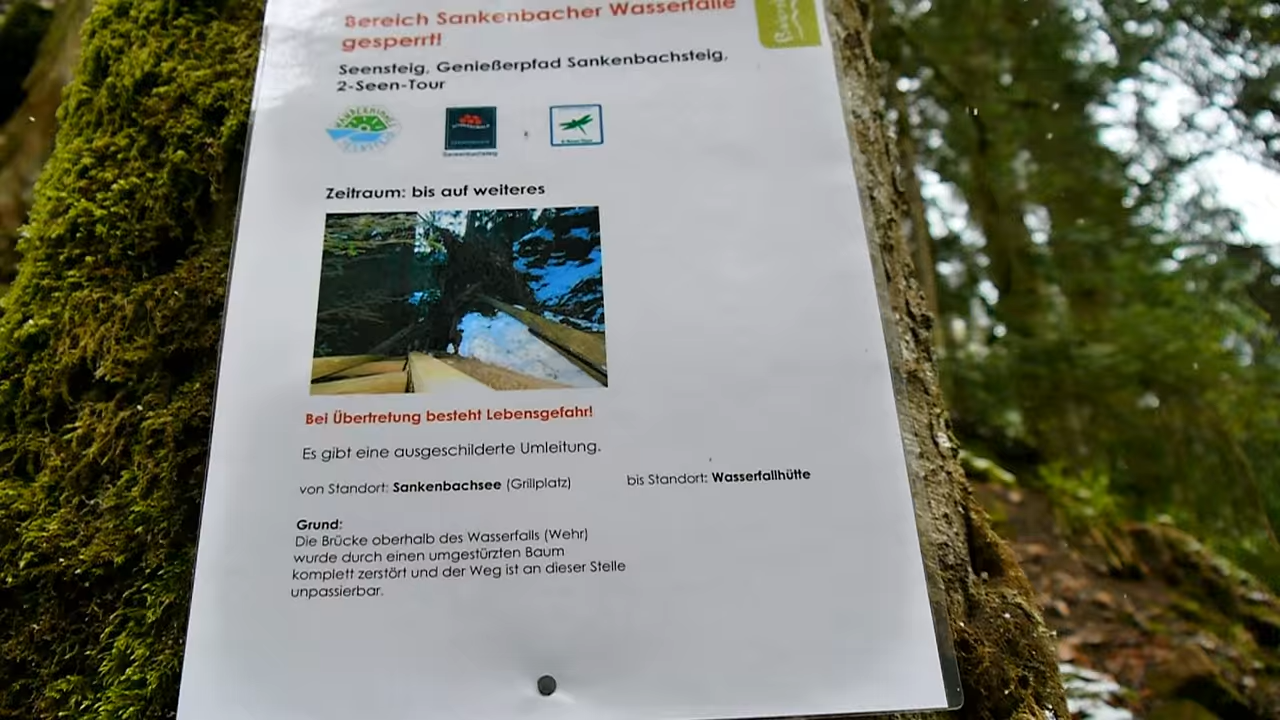 Bereich Sankenbacher Wasserfälle
gesperrt!
Seensteig, Genießerpfad Sankenbachsteig,
2-Seen-Tour
Sankenbachsteig
Zeitraum: bis auf weiteres
Bei Übertretung besteht Lebensgefahr!
Es gibt eine ausgeschilderte Umleitung.
von Standort: Sankenbachsee (Grillplatz) bis Standort: Wasserfallhütte
Grund:
Die Brücke oberhalb des Wasserfalls (Wehr)
wurde durch einen umgestürzten Baum
komplett zerstört und der Weg ist an dieser Stelle
unpassierbar.